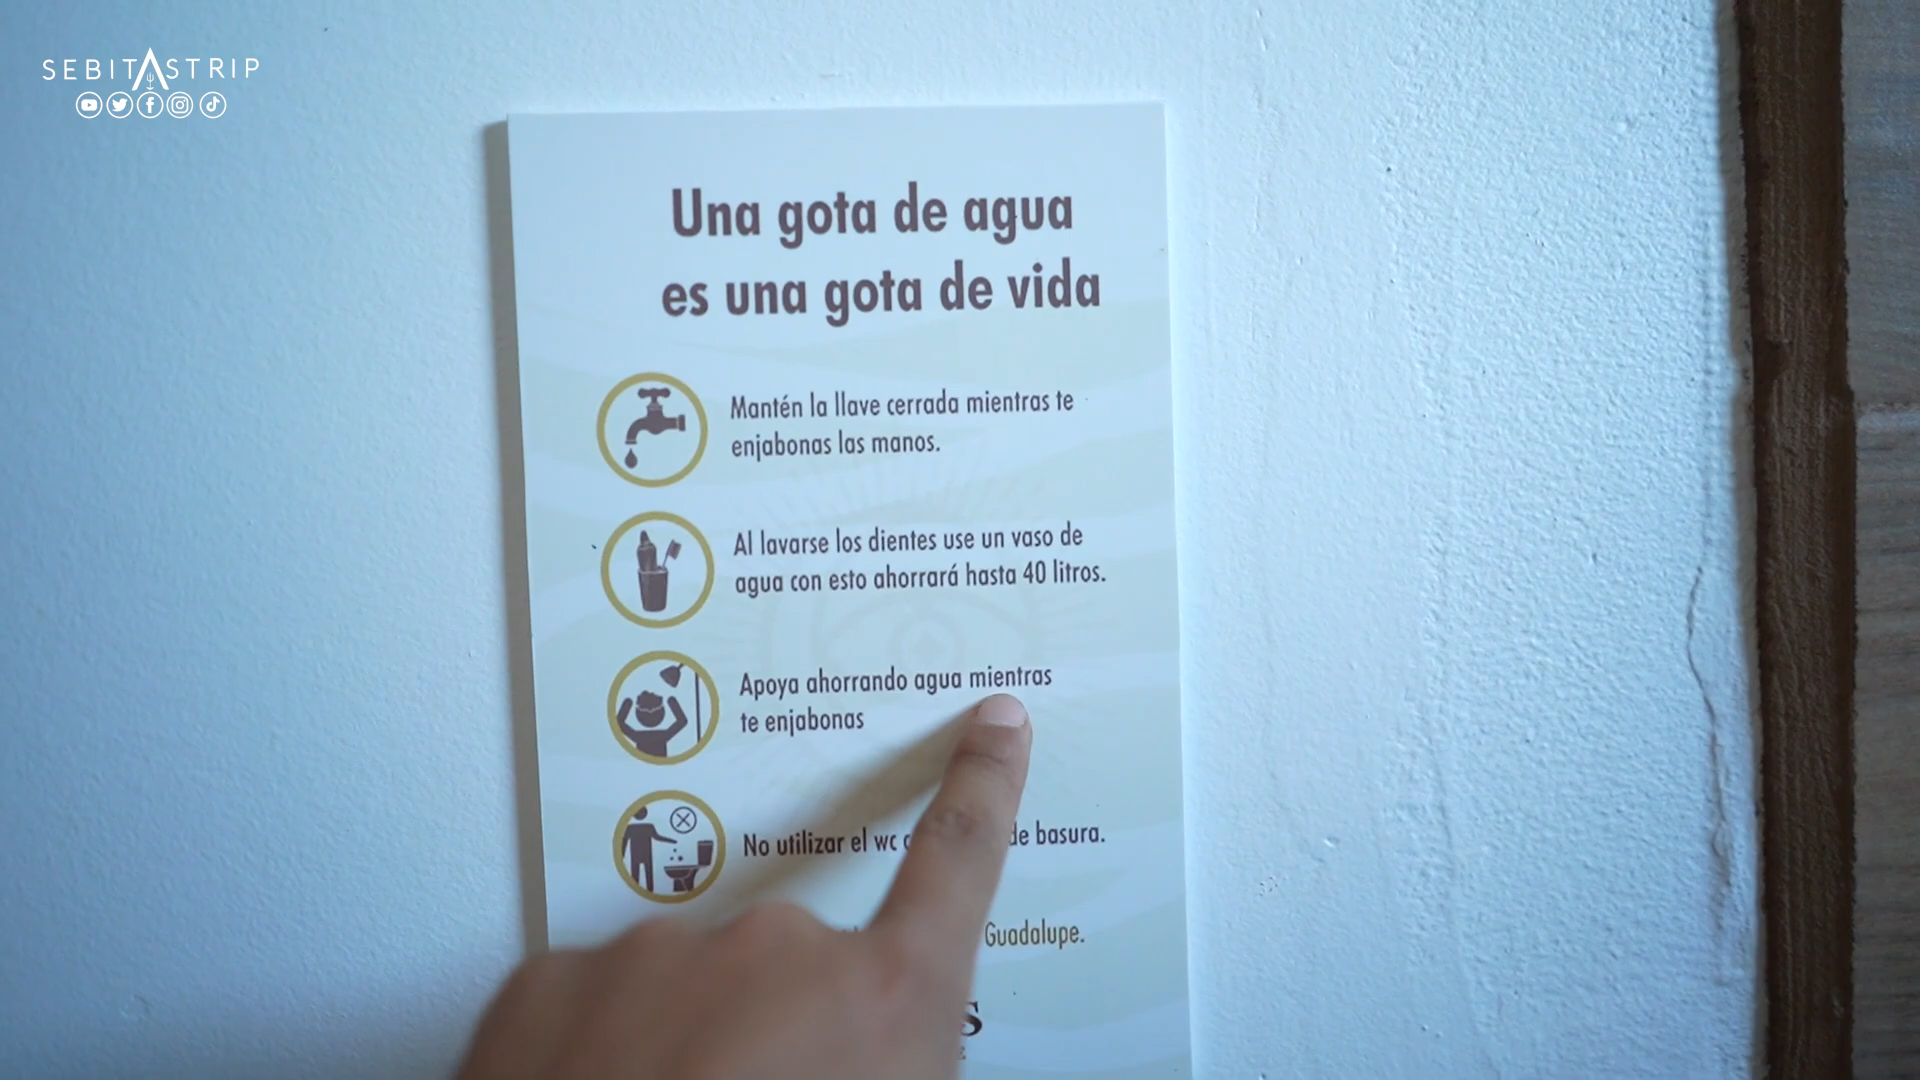 SEBITASTRIP
Una gota de agua
es una gota de vida
Mantén la llave cerrada mientras te
enjabonas las manos.
Al lavarse los dientes use un vaso de
agua con esto ahorrará hasta 40 litros.
Apoya ahorrando agua mientras
te enjabonas
No utilizar el wc de basura.
Guadalupe.